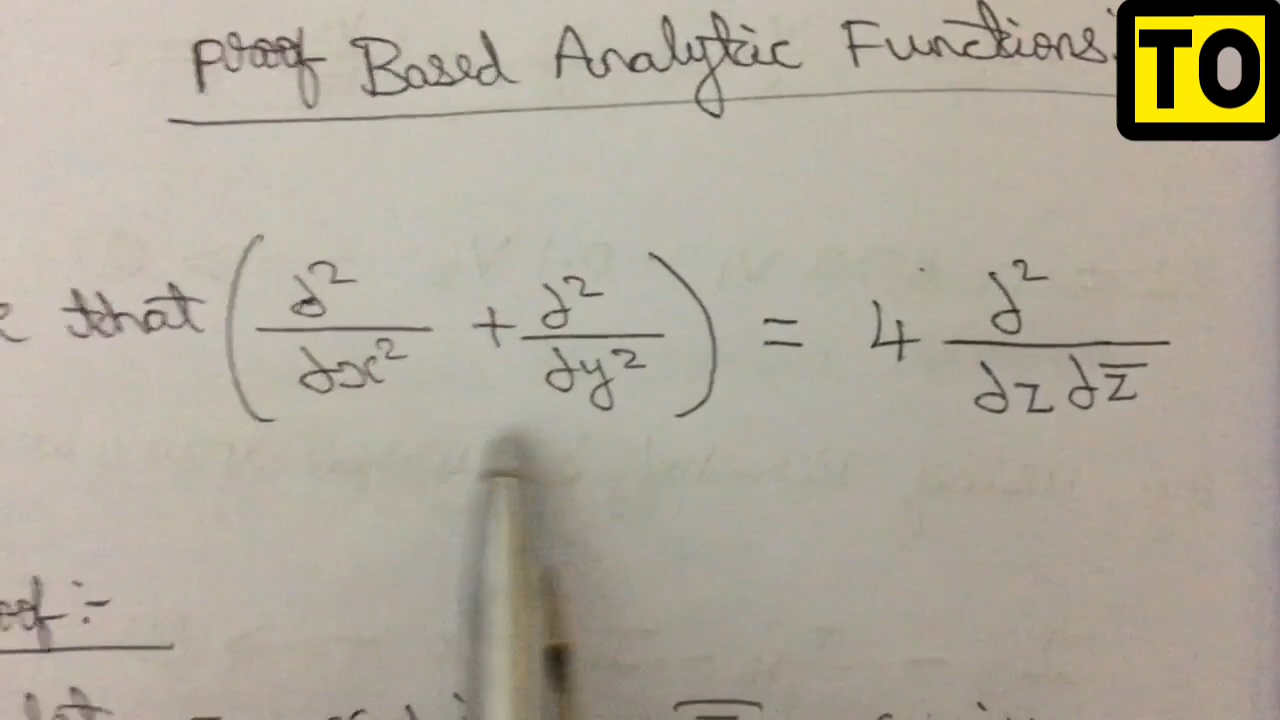 Proof Based Analytic Functions:
TO
that (∂²/∂x² + ∂²/∂y²) = 4 ∂²/∂z ∂z̅